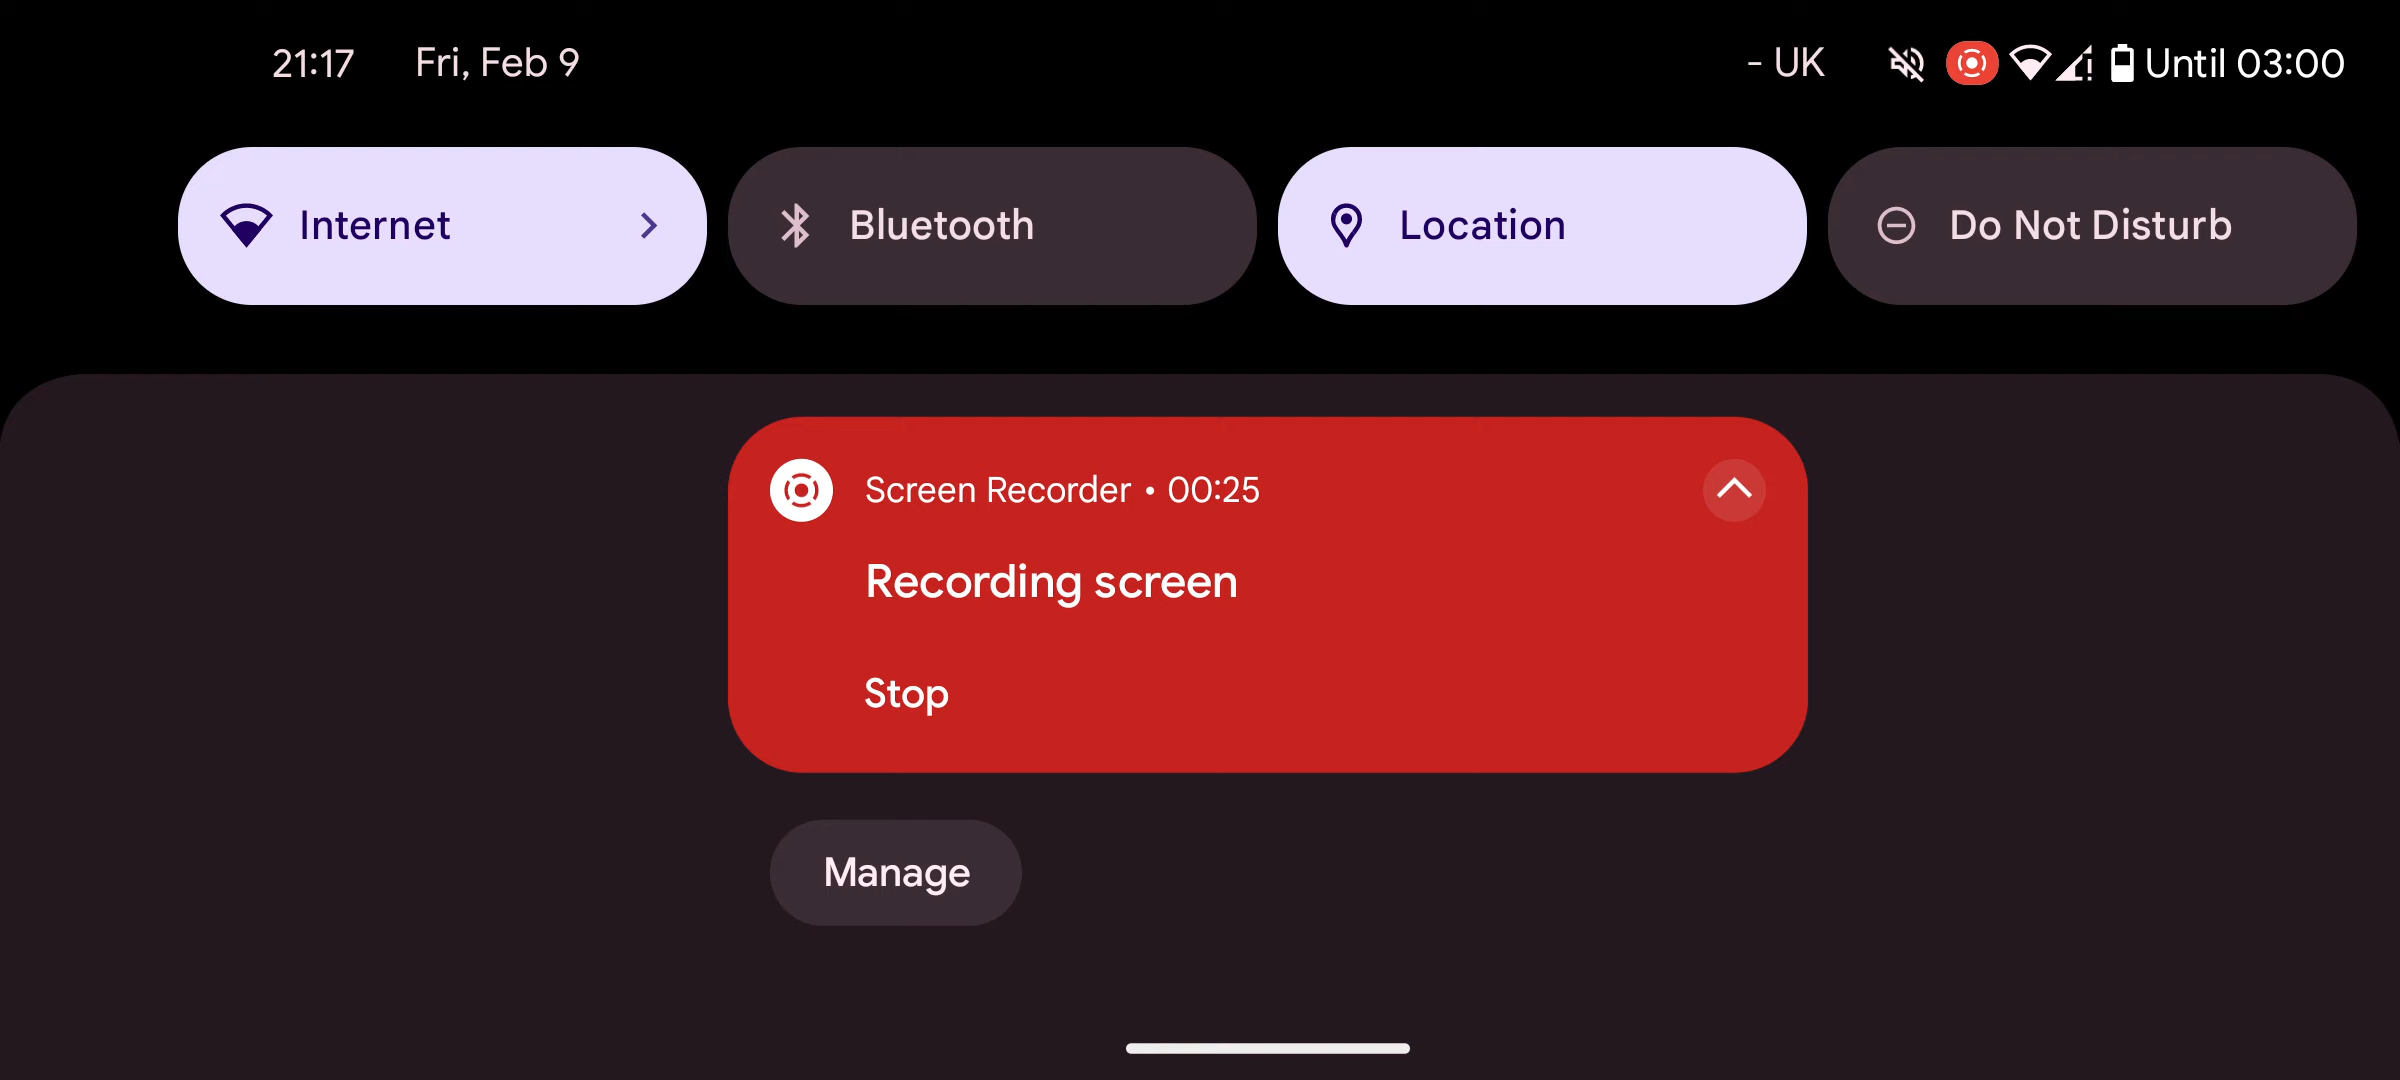 21:17 Fri, Feb 9 - UK Until 03:00
Internet Bluetooth Location Do Not Disturb
Screen Recorder • 00:25
Recording screen
Stop
Manage